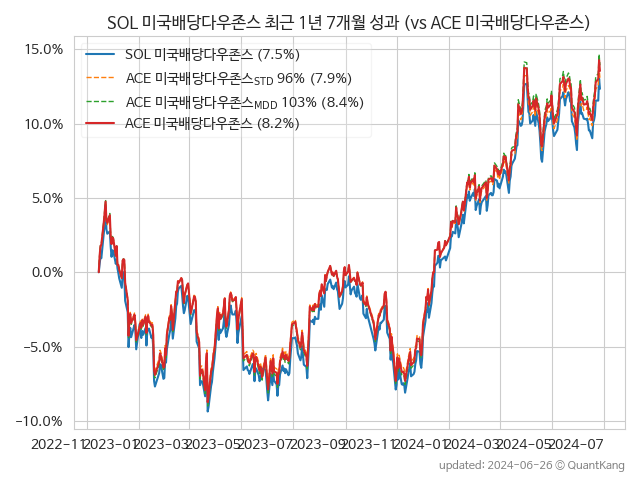 SOL 미국배당다우존스 최근 1년 7개월 성과 (vs ACE 미국배당다우존스)
SOL 미국배당다우존스 (7.5%)
ACE 미국배당다우존스STD 96% (7.9%)
ACE 미국배당다우존스MDD 103% (8.4%)
ACE 미국배당다우존스 (8.2%)
15.0%
10.0%
5.0%
0.0%
−5.0%
−10.0%
2022-11 2023-01 2023-03 2023-05 2023-07 2023-09 2023-11 2024-01 2024-03 2024-05 2024-07
updated: 2024-06-26 ⓒ QuantKang